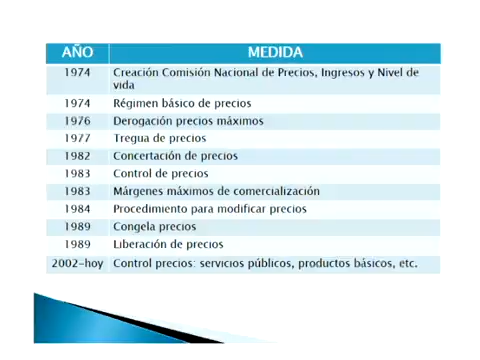 AÑO MEDIDA
1974 Creación Comisión Nacional de Precios, Ingresos y Nivel de
vida
1974 Régimen básico de precios
1976 Derogación precios máximos
1977 Tregua de precios
1982 Concertación de precios
1983 Control de precios
1983 Márgenes máximos de comercialización
1984 Procedimiento para modificar precios
1989 Congela precios
1989 Liberación de precios
2002-hoy Control precios: servicios públicos, productos básicos, etc.